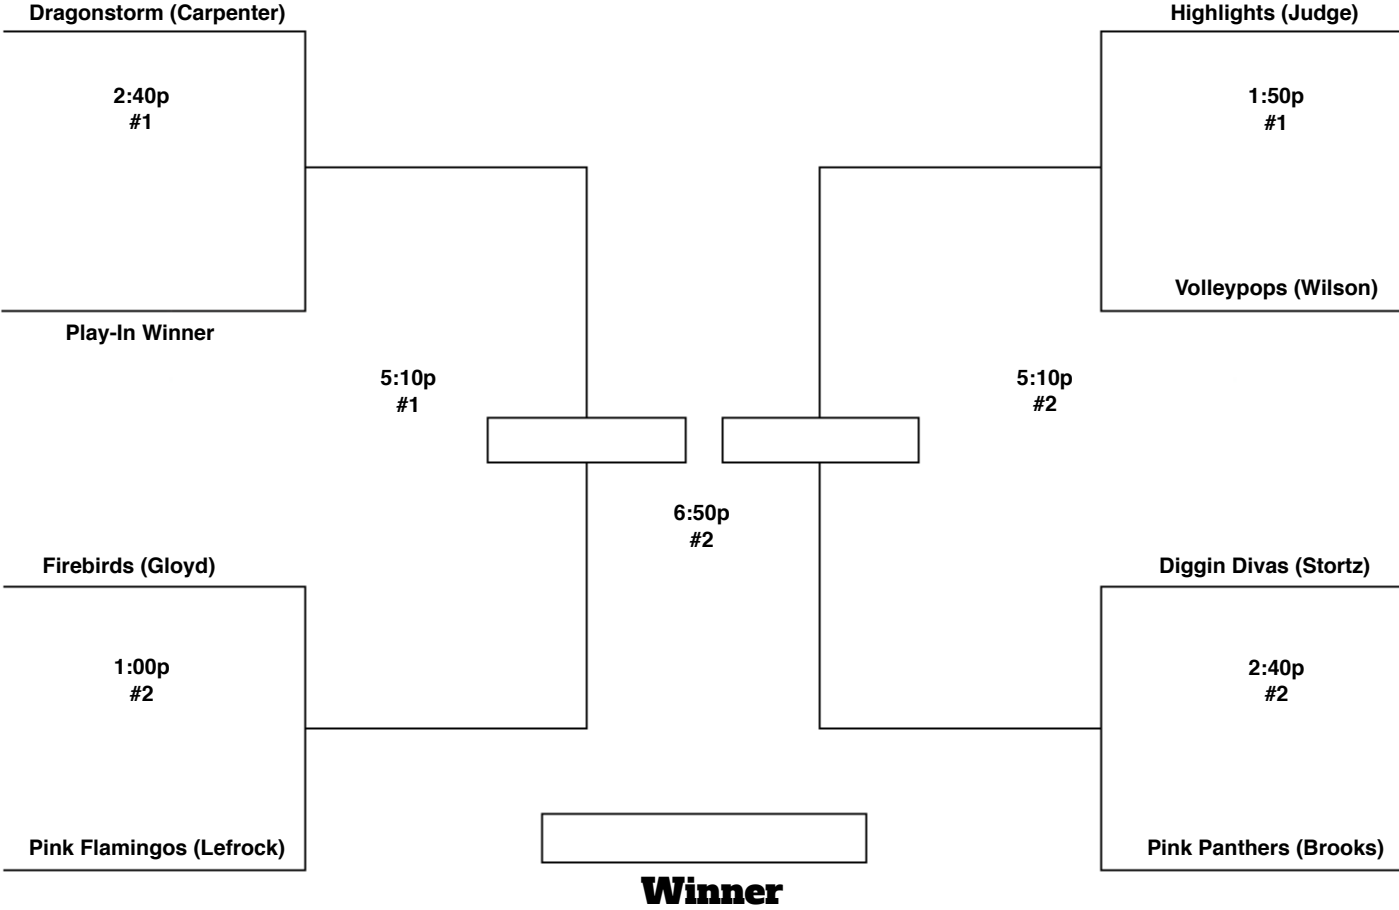 Dragonstorm (Carpenter)
Highlights (Judge)
2:40p
#1
1:50p
#1
Volleypops (Wilson)
Play-In Winner
5:10p
#1
5:10p
#2
6:50p
#2
Firebirds (Gloyd)
Diggin Divas (Stortz)
1:00p
#2
2:40p
#2
Pink Flamingos (Lefrock)
Pink Panthers (Brooks)
Winner